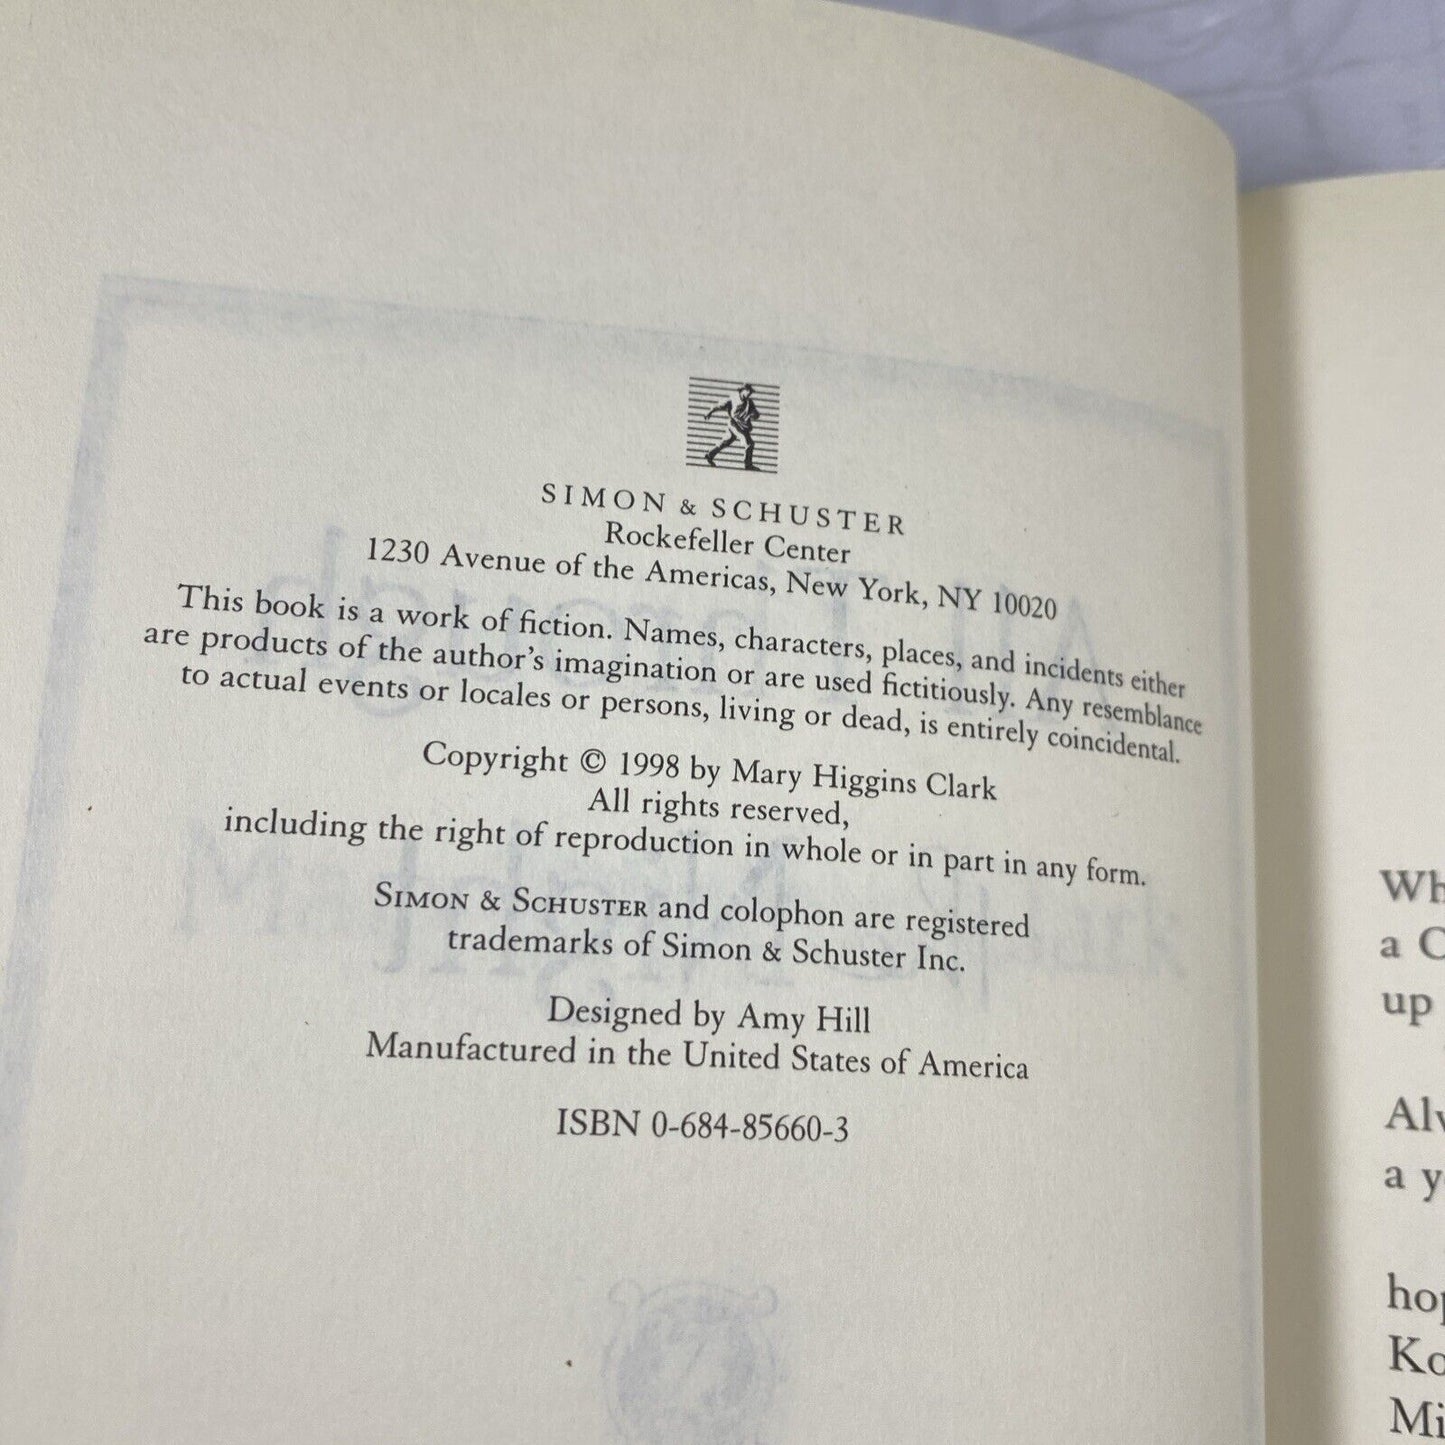 SIMON & SCHUSTER
Rockefeller Center
1230 Avenue of the Americas, New York, NY 10020
This book is a work of fiction. Names, characters, places, and incidents either
are products of the author's imagination or are used fictitiously. Any resemblance
to actual events or locales or persons, living or dead, is entirely coincidental.
Copyright © 1998 by Mary Higgins Clark
All rights reserved,
including the right of reproduction in whole or in part in any form.
SIMON & SCHUSTER and colophon are registered
trademarks of Simon & Schuster Inc.
Designed by Amy Hill
Manufactured in the United States of America
ISBN 0-684-85660-3
a
up
a